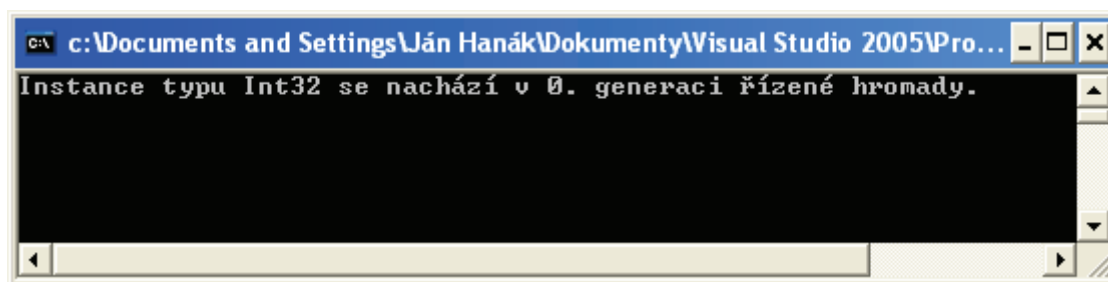 c:\Documents and Settings\Ján Hanák\Dokumenty\Visual Studio 2005\Pro...
Instance typu Int32 se nachází v 0. generaci řízené hromady.